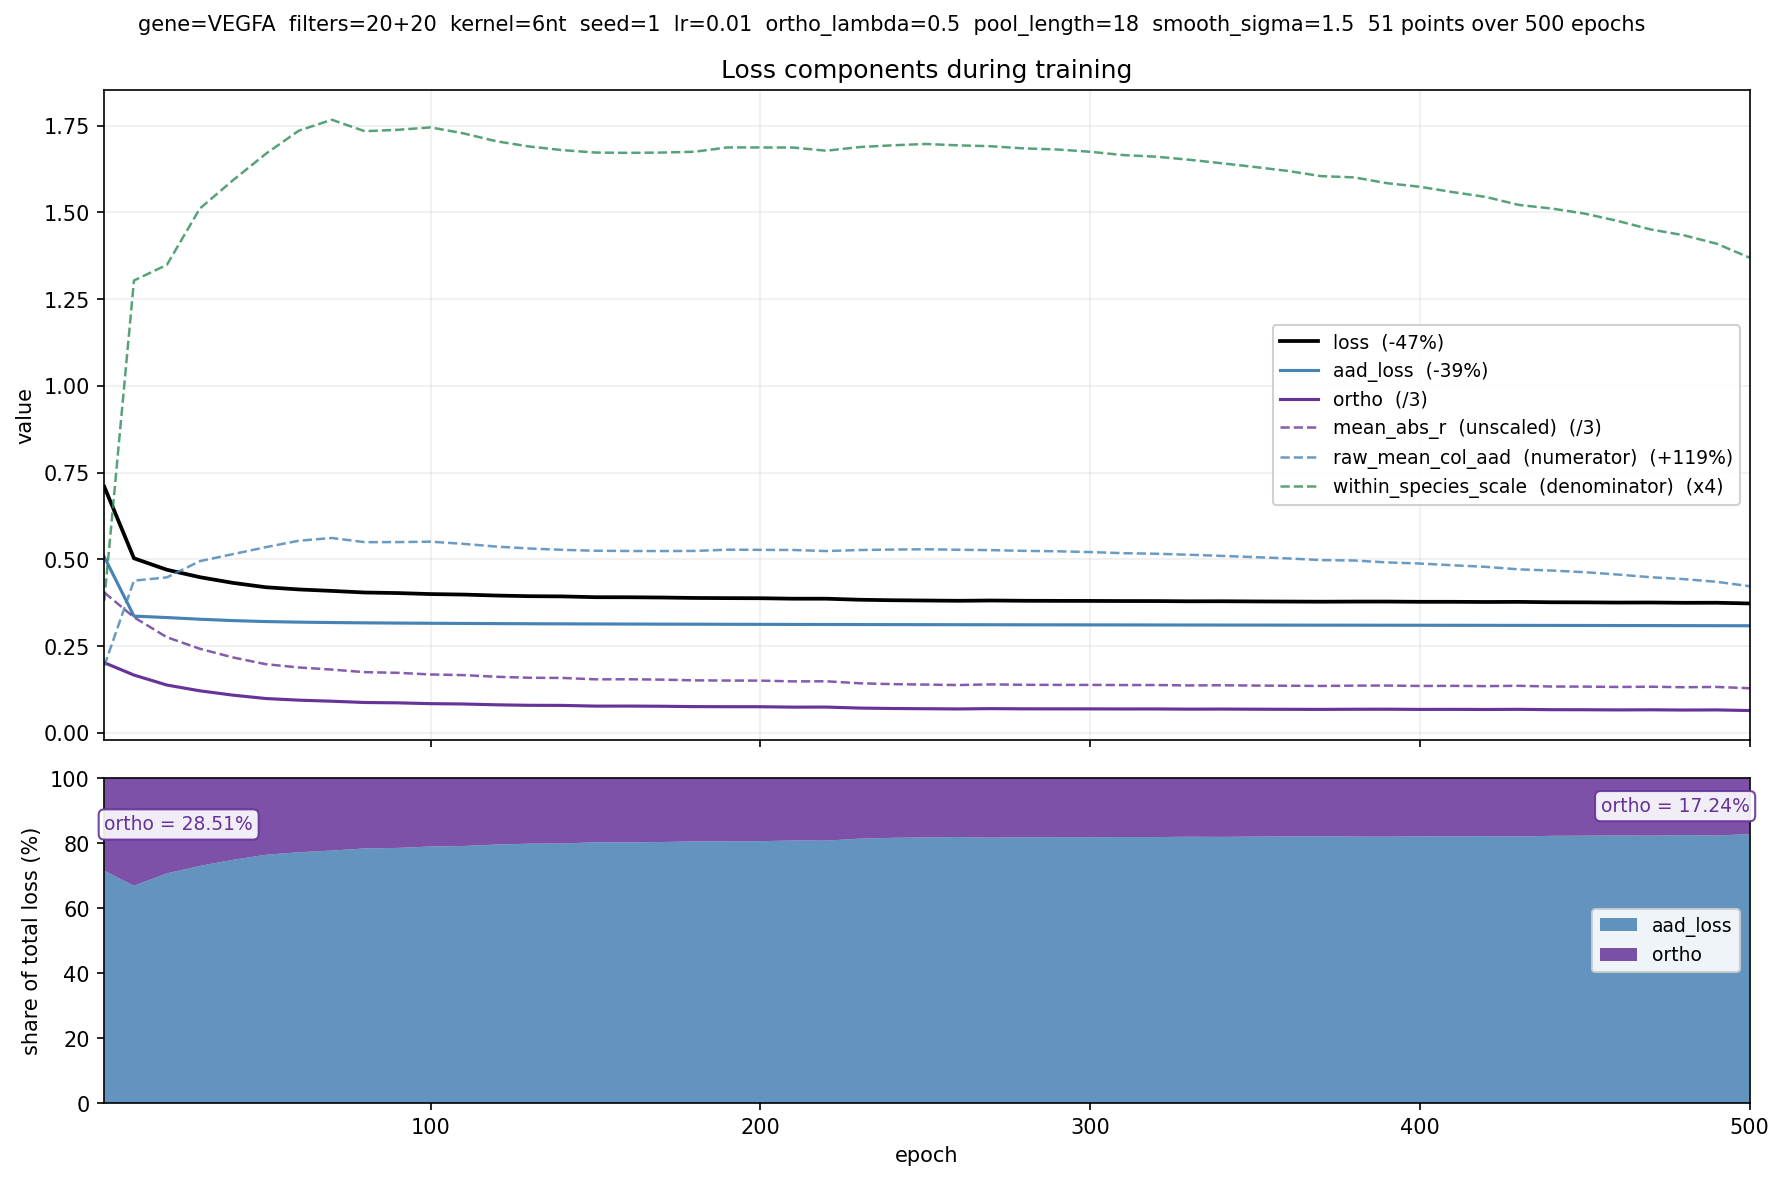 gene=VEGFA  filters=20+20  kernel=6nt  seed=1  lr=0.01  ortho_lambda=0.5  pool_length=18  smooth_sigma=1.5  51 points over 500 epochs
Loss components during training
1.75
1.50
1.25
1.00
0.75
0.50
0.25
0.00
value
loss  (-47%)
aad_loss  (-39%)
ortho  (/3)
mean_abs_r  (unscaled)  (/3)
raw_mean_col_aad  (numerator)  (+119%)
within_species_scale  (denominator)  (x4)
100
80
60
40
20
0
share of total loss (%)
ortho = 28.51%
ortho = 17.24%
aad_loss
ortho
100
200
300
400
500
epoch